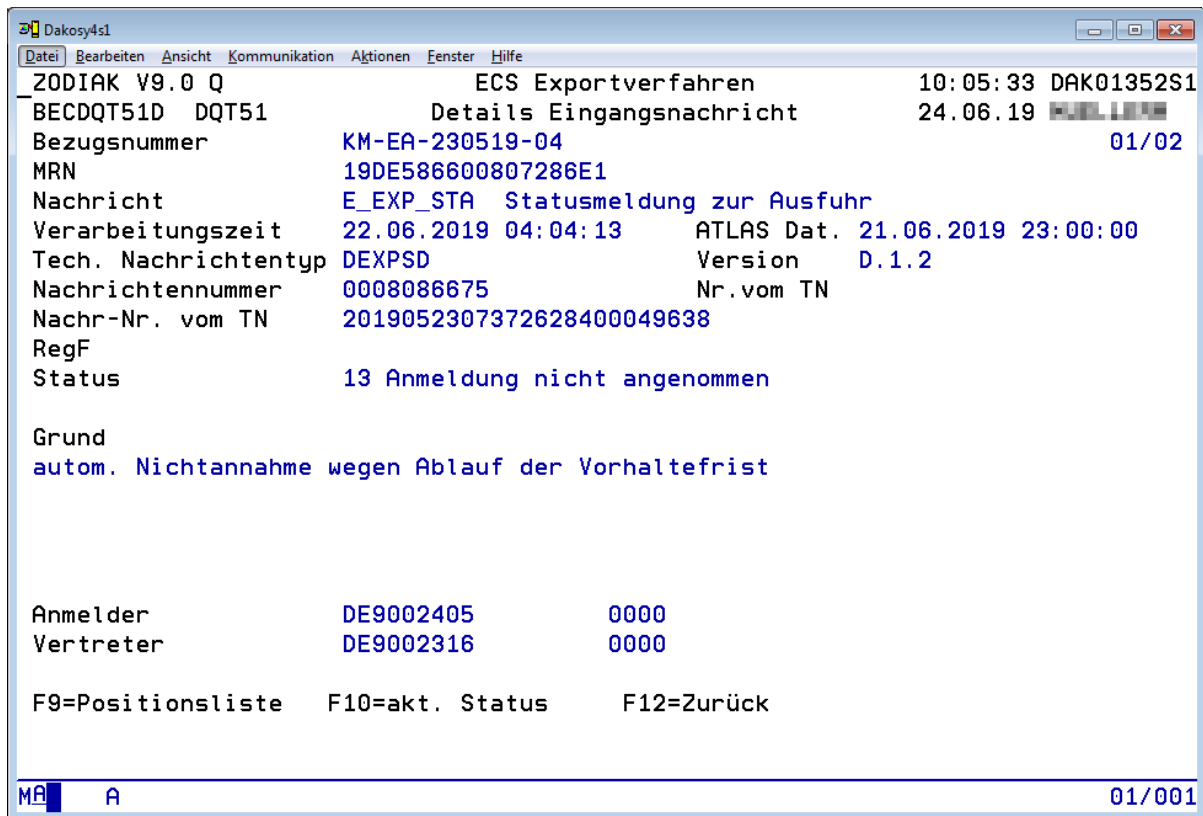 Dakosy4s1
Datei Bearbeiten Ansicht Kommunikation Aktionen Fenster Hilfe
ZODIAK V9.0 Q ECS Exportverfahren 10:05:33 DAK01352S1
BECDQT51D DQT51 Details Eingangsnachricht 24.06.19
Bezugsnummer KM-EA-230519-04 01/02
MRN 19DE586600807286E1
Nachricht E_EXP_STA Statusmeldung zur Ausfuhr
Verarbeitungszeit 22.06.2019 04:04:13 ATLAS Dat. 21.06.2019 23:00:00
Tech. Nachrichtentyp DEXPSD Version D.1.2
Nachrichtennummer 0008086675 Nr.vom TN
Nachr-Nr. vom TN 2019052307372628400049638
RegF
Status 13 Anmeldung nicht angenommen
Grund
autom. Nichtannahme wegen Ablauf der Vorhaltefrist
Anmelder DE9002405 0000
Vertreter DE9002316 0000
F9=Positionsliste F10=akt. Status F12=Zurück
MA A 01/001